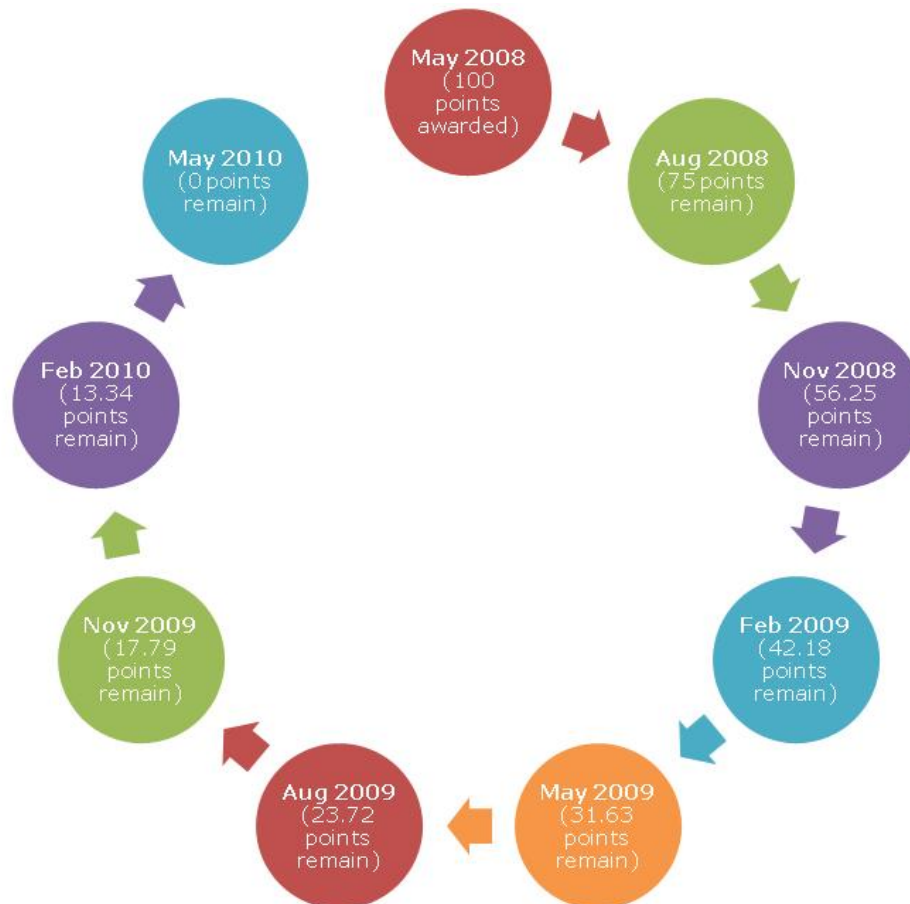 May 2008
(100
points
awarded)
Aug 2008
(75 points
remain)
Nov 2008
(56.25
points
remain)
Feb 2009
(42.18
points
remain)
May 2009
(31.63
points
remain)
Aug 2009
(23.72
points
remain)
Nov 2009
(17.79
points
remain)
Feb 2010
(13.34
points
remain)
May 2010
(0 points
remain)